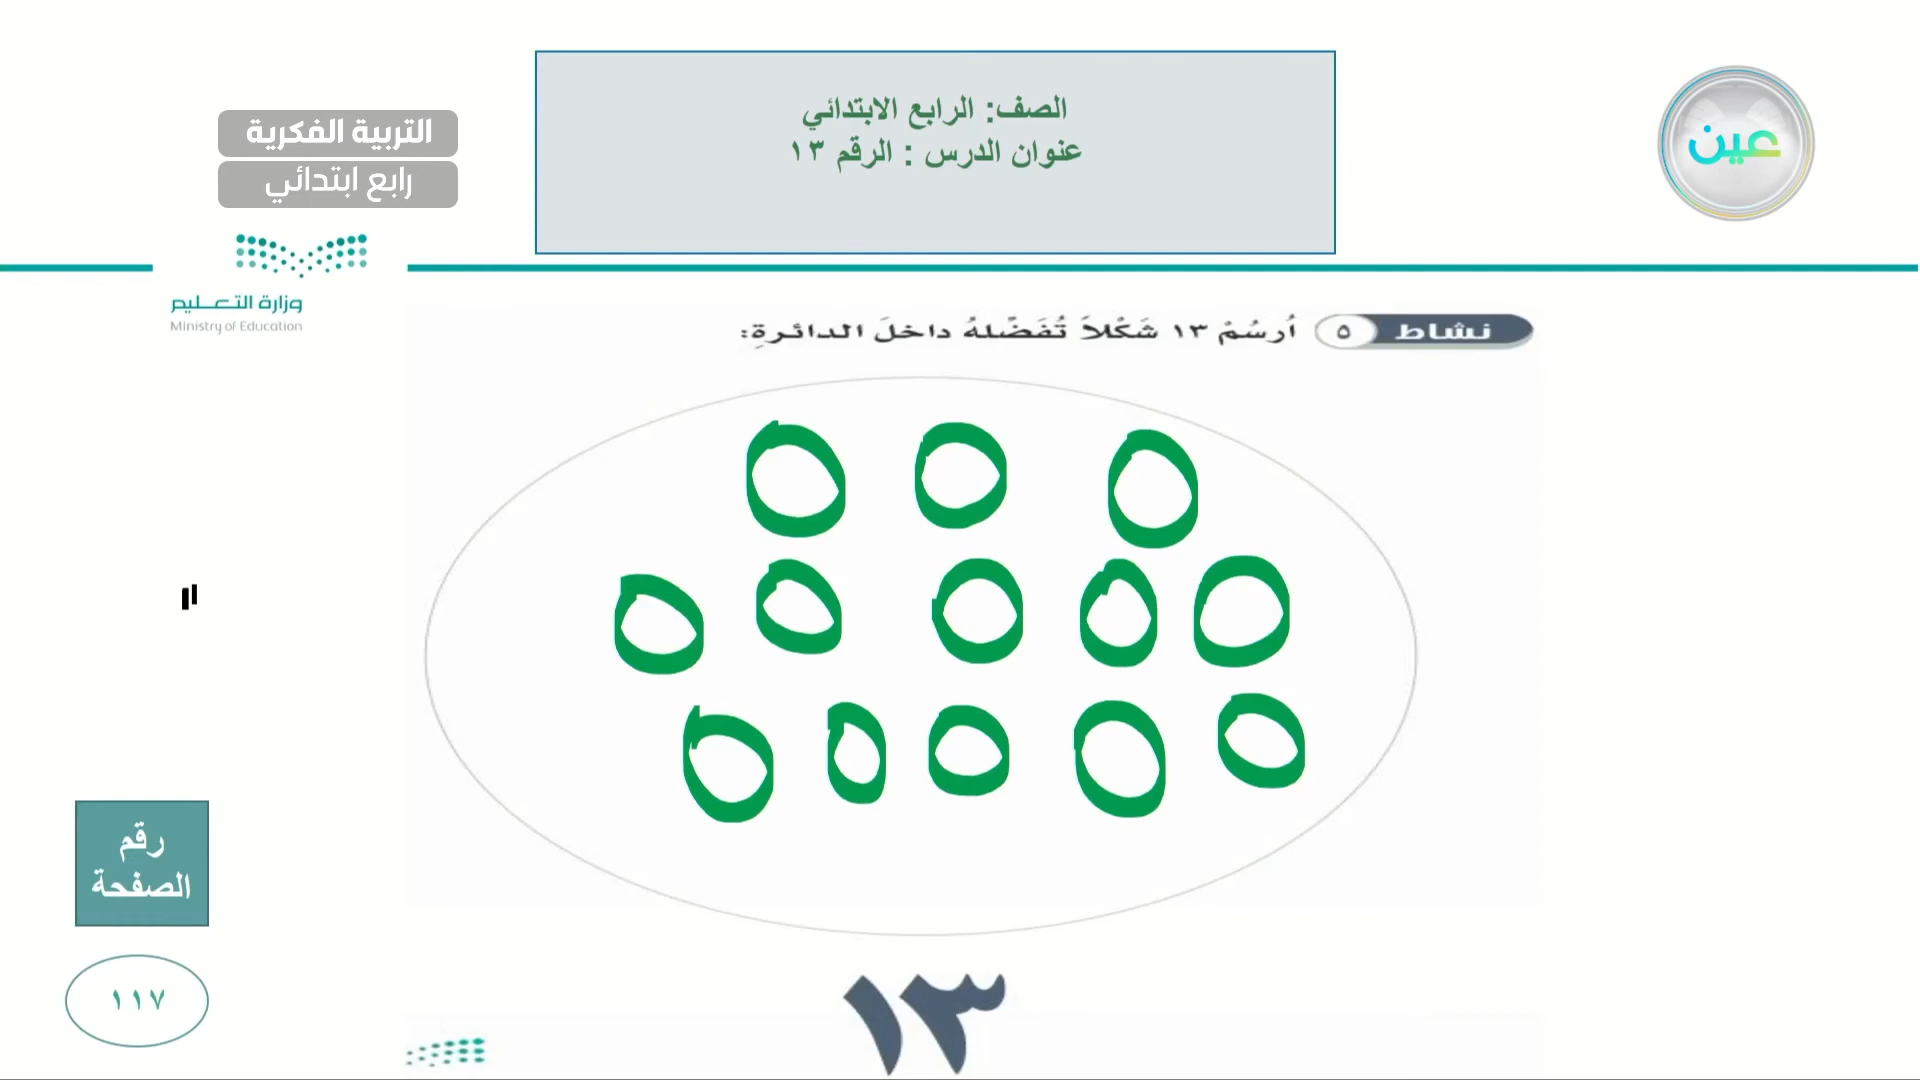 الصف: الرابع الابتدائي
عنوان الدرس : الرقم ١٣
التربية الفكرية
رابع ابتدائي
عين
وزارة التعليم
Ministry of Education
نشاط ٥ أرسُمْ ١٣ شَكْلاً تُفَضِّلهُ داخلَ الدائرةِ:
رقم
الصفحة
١١٧
١٣